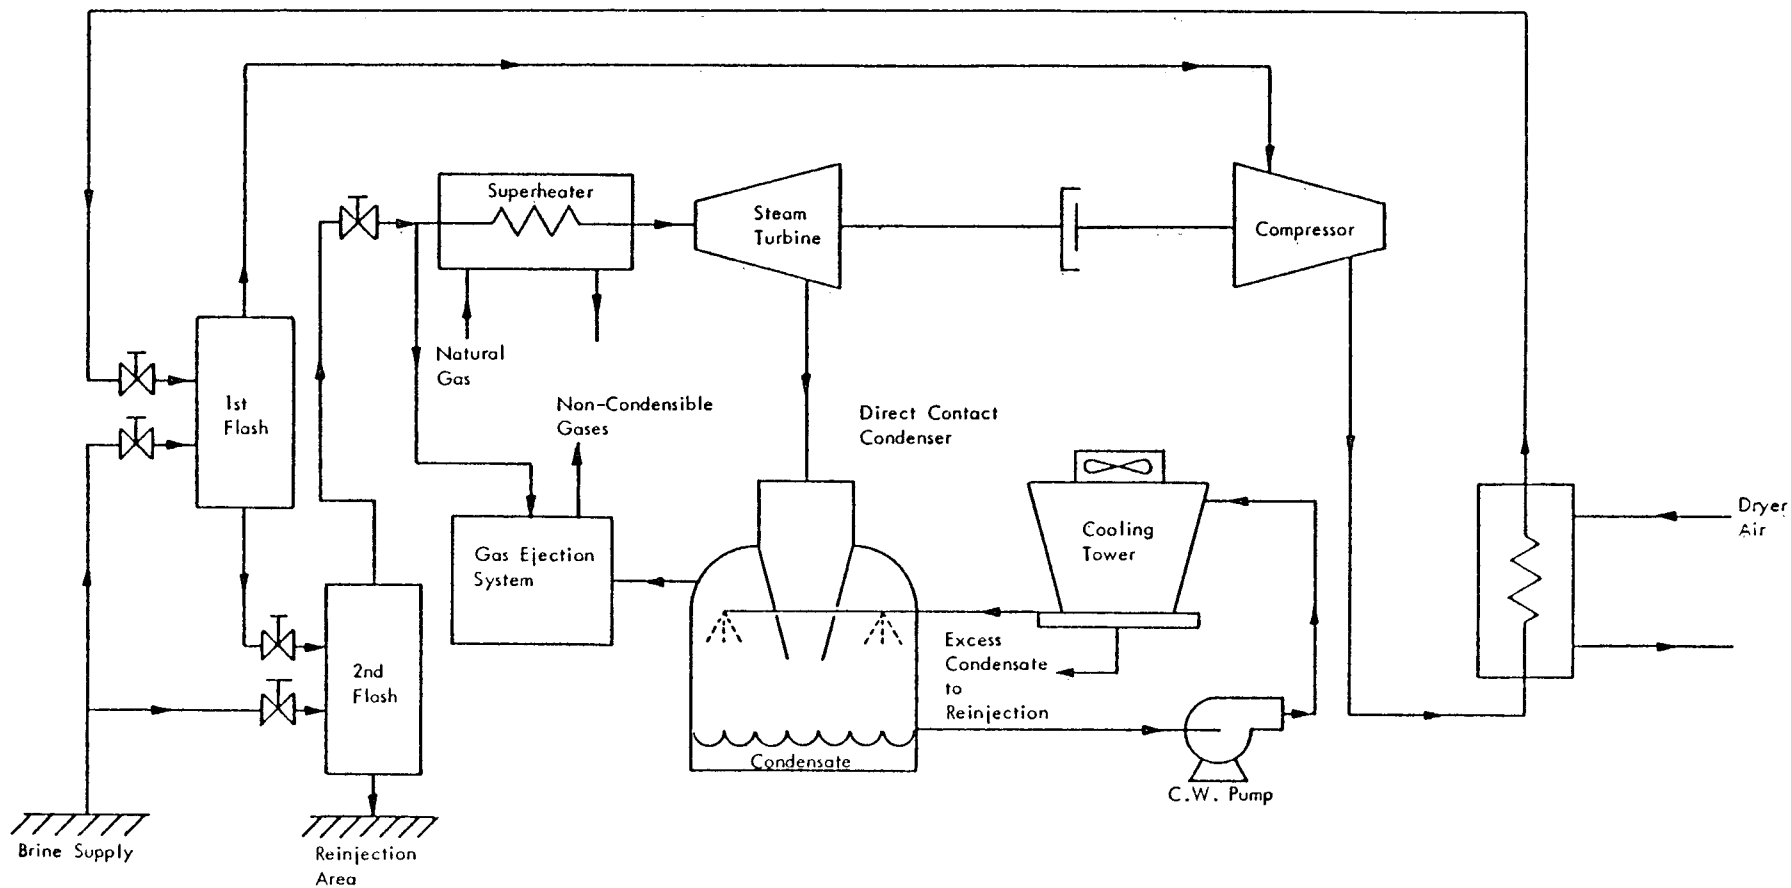 Superheater
Steam
Turbine
Compressor
Natural
Gas
1st
Flash
Non-Condensible
Gases
Direct Contact
Condenser
Dryer
Air
Cooling
Tower
Gas Ejection
System
Excess
Condensate
to
Reinjection
2nd
Flash
Condensate
C.W. Pump
Brine Supply
Reinjection
Area